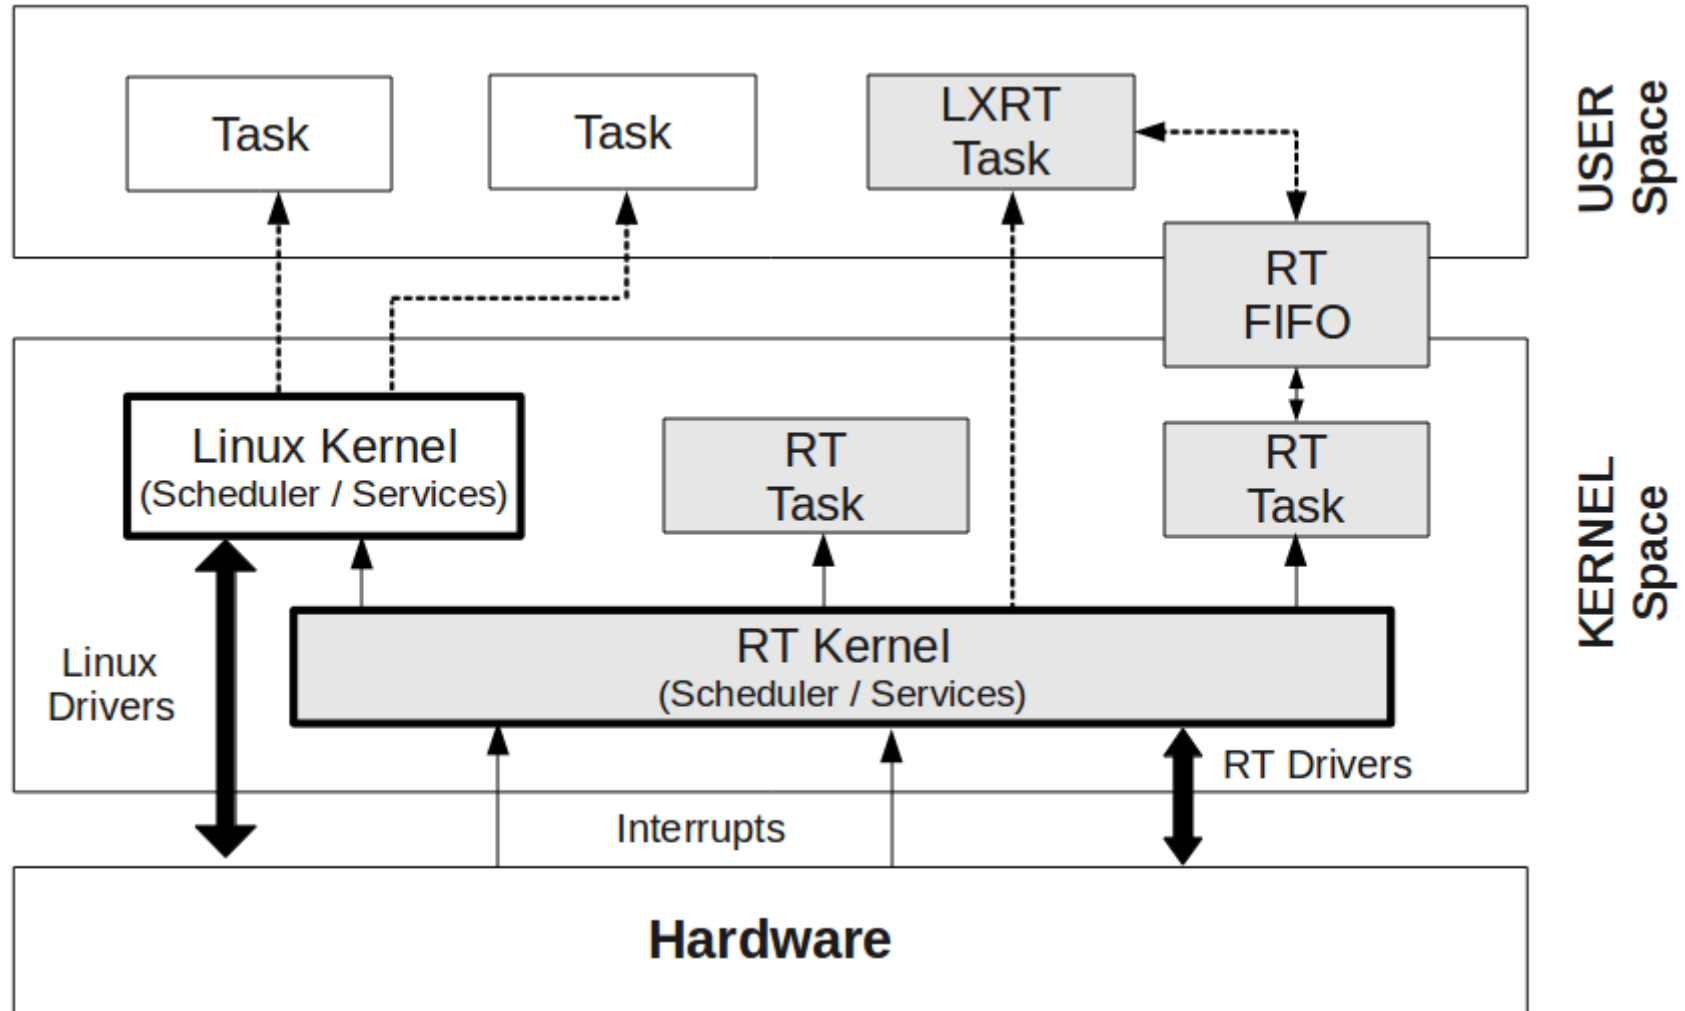 Task
Task
LXRT
Task
USER
Space
RT
FIFO
Linux Kernel
(Scheduler / Services)
RT
Task
RT
Task
KERNEL
Space
Linux
Drivers
RT Kernel
(Scheduler / Services)
RT Drivers
Interrupts
Hardware